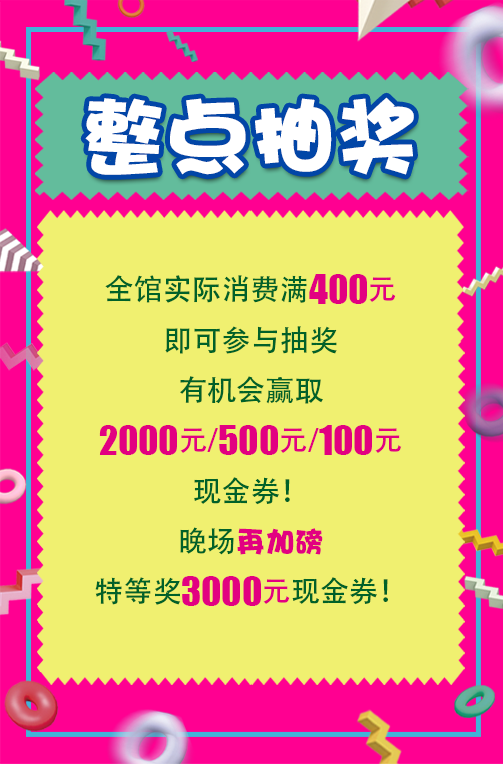 整点抽奖
全馆实际消费满400元
即可参与抽奖
有机会赢取
2000元/500元/100元
现金券！
晚场再加磅
特等奖3000元现金券！